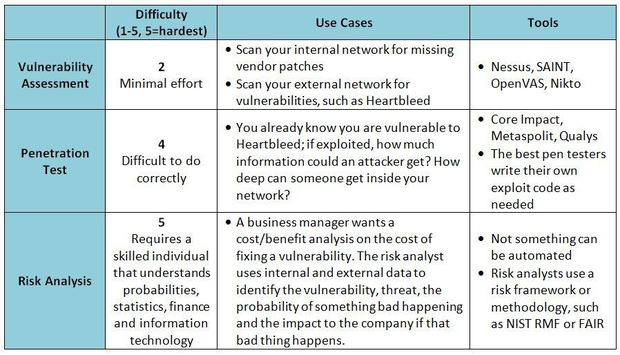 Difficulty
(1-5, 5=hardest)
Use Cases
Tools
Vulnerability
Assessment
2
Minimal effort
• Scan your internal network for missing
vendor patches
• Scan your external network for
vulnerabilities, such as Heartbleed
• Nessus, SAINT,
OpenVAS, Nikto
Penetration
Test
4
Difficult to do
correctly
• You already know you are vulnerable to
Heartbleed; if exploited, how much
information could an attacker get? How
deep can someone get inside your
network?
• Core Impact,
Metaspolit, Qualys
• The best pen testers
write their own
exploit code as
needed
Risk Analysis
5
Requires a
skilled individual
that understands
probabilities,
statistics, finance
and information
technology
• A business manager wants a
cost/benefit analysis on the cost of
fixing a vulnerability. The risk analyst
uses internal and external data to
identify the vulnerability, threat, the
probability of something bad happening
and the impact to the company if that
bad thing happens.
• Not something can
be automated
• Risk analysts use a
risk framework or
methodology, such
as NIST RMF or FAIR